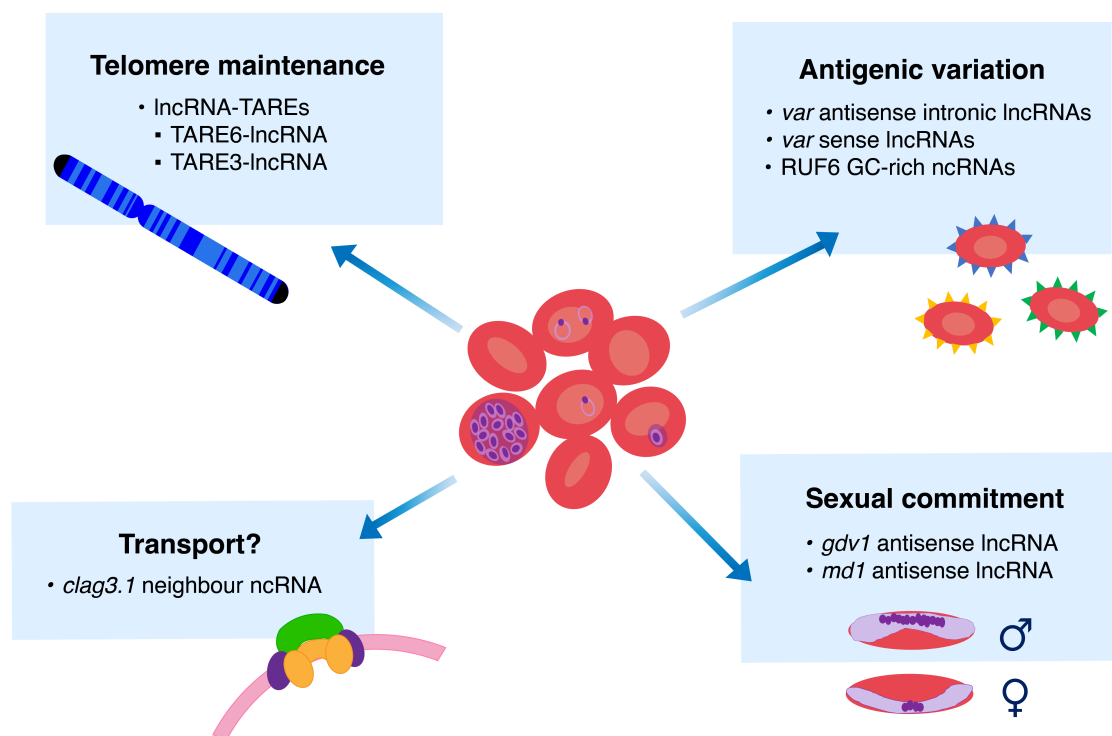 Telomere maintenance
• lncRNA-TAREs
▪ TARE6-lncRNA
▪ TARE3-lncRNA
Antigenic variation
• var antisense intronic lncRNAs
• var sense lncRNAs
• RUF6 GC-rich ncRNAs
Transport?
• clag3.1 neighbour ncRNA
Sexual commitment
• gdv1 antisense lncRNA
• md1 antisense lncRNA
♂
♀